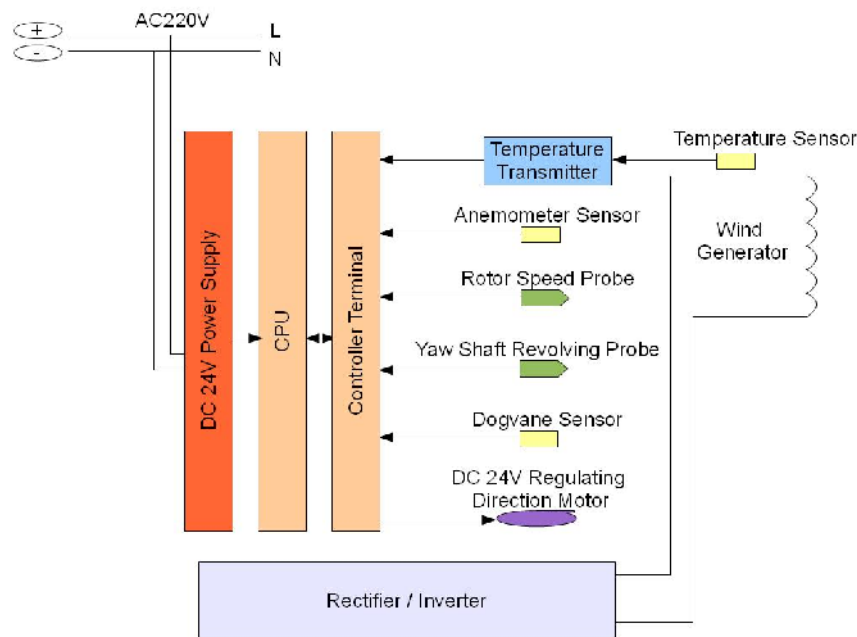 AC220V
+
L
-
N
Temperature Sensor
Temperature
Transmitter
Anemometer Sensor
Wind
Generator
Rotor Speed Probe
DC 24V Power Supply
CPU
Controller Terminal
Yaw Shaft Revolving Probe
Dogvane Sensor
DC 24V Regulating
Direction Motor
Rectifier / Inverter